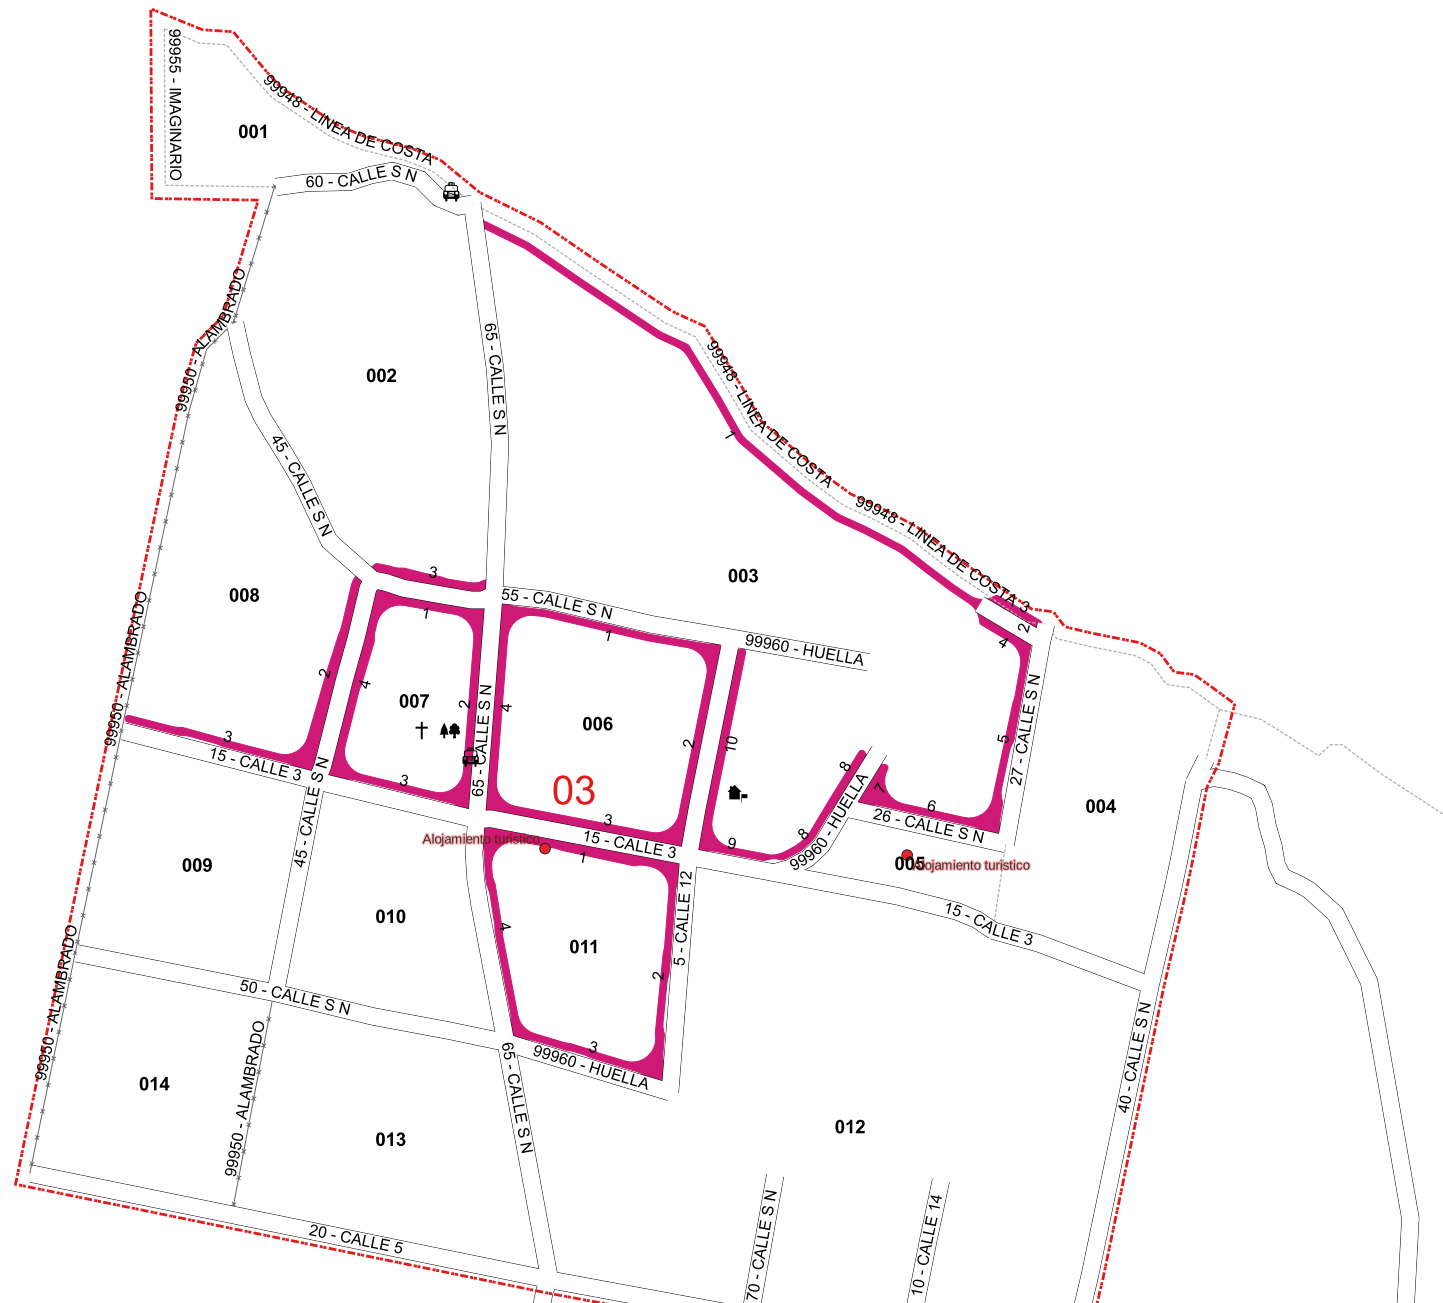 99955 - IMAGINARIO
99948 - LINEA DE COSTA
001
60 - CALLE S N
99950 - ALAMBRADO
65 - CALLE S N
002
99948 - LINEA DE COSTA
1
45 - CALLE S N
99948 - LINEA DE COSTA
3
2
4
003
008
3
55 - CALLE S N
1
1
99960 - HUELLA
99950 - ALAMBRADO
2
4
007
2
65 - CALLE S N
4
006
2
10
5
27 - CALLE S N
3
15 - CALLE 3
3
03
8
7
6
26 - CALLE S N
004
3
15 - CALLE 3
9
8
99960 - HUELLA
Alojamiento turistico
1
005
Alojamiento turistico
45 - CALLE S N
009
010
4
011
2
5 - CALLE 12
15 - CALLE 3
99950 - ALAMBRADO
50 - CALLE S N
3
99960 - HUELLA
65 - CALLE S N
40 - CALLE S N
014
99950 - ALAMBRADO
013
012
20 - CALLE 5
70 - CALLE S N
10 - CALLE 14